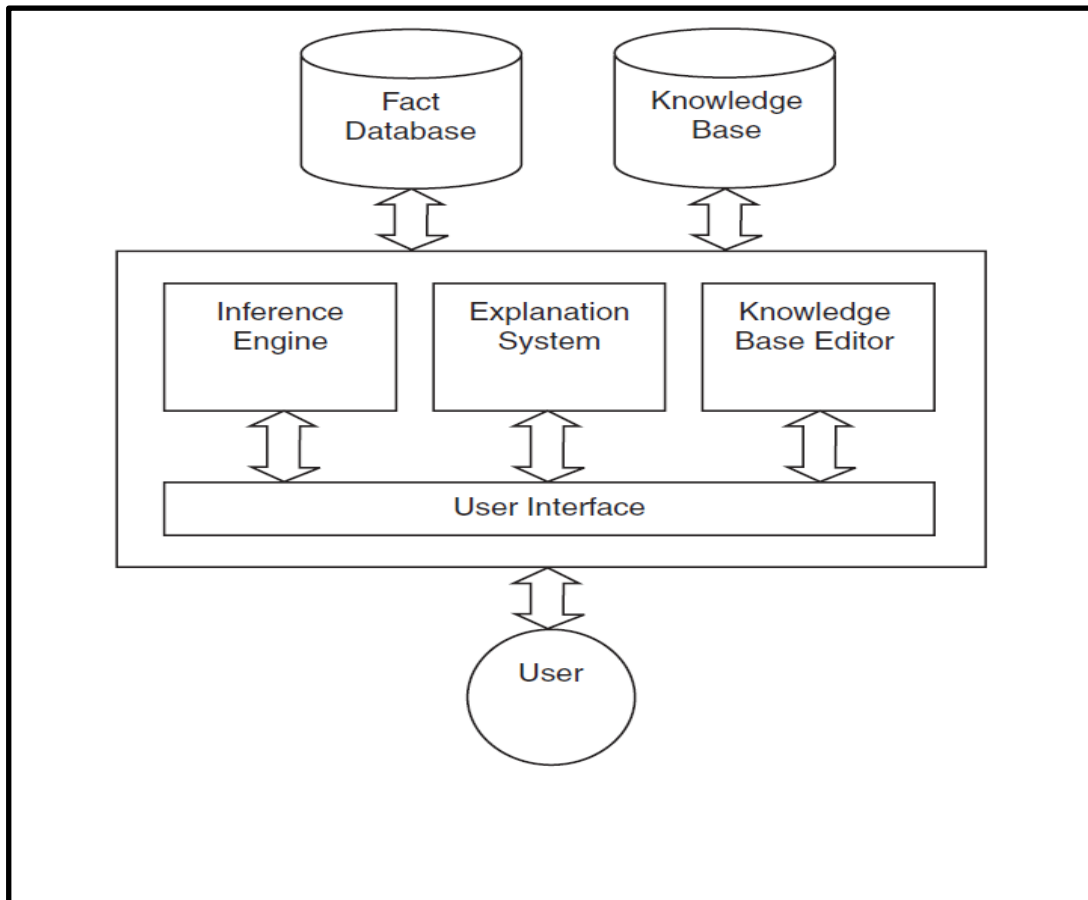 Fact
Database
Knowledge
Base
Inference
Engine
Explanation
System
Knowledge
Base Editor
User Interface
User